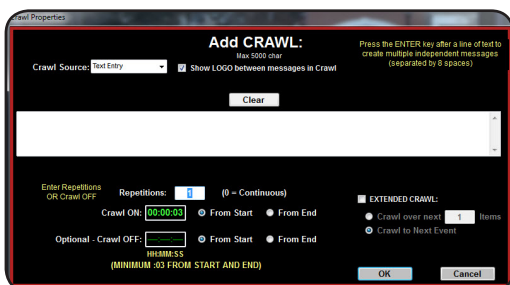 Crawl Properties
Add CRAWL:
Max 5000 char
Press the ENTER key after a line of text to
create multiple independent messages
(separated by 8 spaces)
Crawl Source: Text Entry
Show LOGO between messages in Crawl
Clear
Enter Repetitions
OR Crawl OFF
Repetitions: 1 (0 = Continuous)
Crawl ON: 00:00:03 From Start From End
Optional - Crawl OFF: --:--:-- From Start From End
HH:MM:SS
(MINIMUM :03 FROM START AND END)
EXTENDED CRAWL:
Crawl over next 1 Items
Crawl to Next Event
OK Cancel